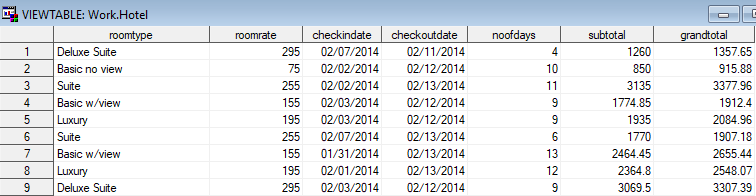 VIEWTABLE: Work.Hotel
roomtype roomrate checkindate checkoutdate noofdays subtotal grandtotal
1 Deluxe Suite 295 02/07/2014 02/11/2014 4 1260 1357.65
2 Basic no view 75 02/02/2014 02/12/2014 10 850 915.88
3 Suite 255 02/02/2014 02/13/2014 11 3135 3377.96
4 Basic w/view 155 02/03/2014 02/12/2014 9 1774.85 1912.4
5 Luxury 195 02/03/2014 02/12/2014 9 1935 2084.96
6 Suite 255 02/07/2014 02/13/2014 6 1770 1907.18
7 Basic w/view 155 01/31/2014 02/13/2014 13 2464.45 2655.44
8 Luxury 195 02/01/2014 02/13/2014 12 2364.8 2548.07
9 Deluxe Suite 295 02/03/2014 02/12/2014 9 3069.5 3307.39